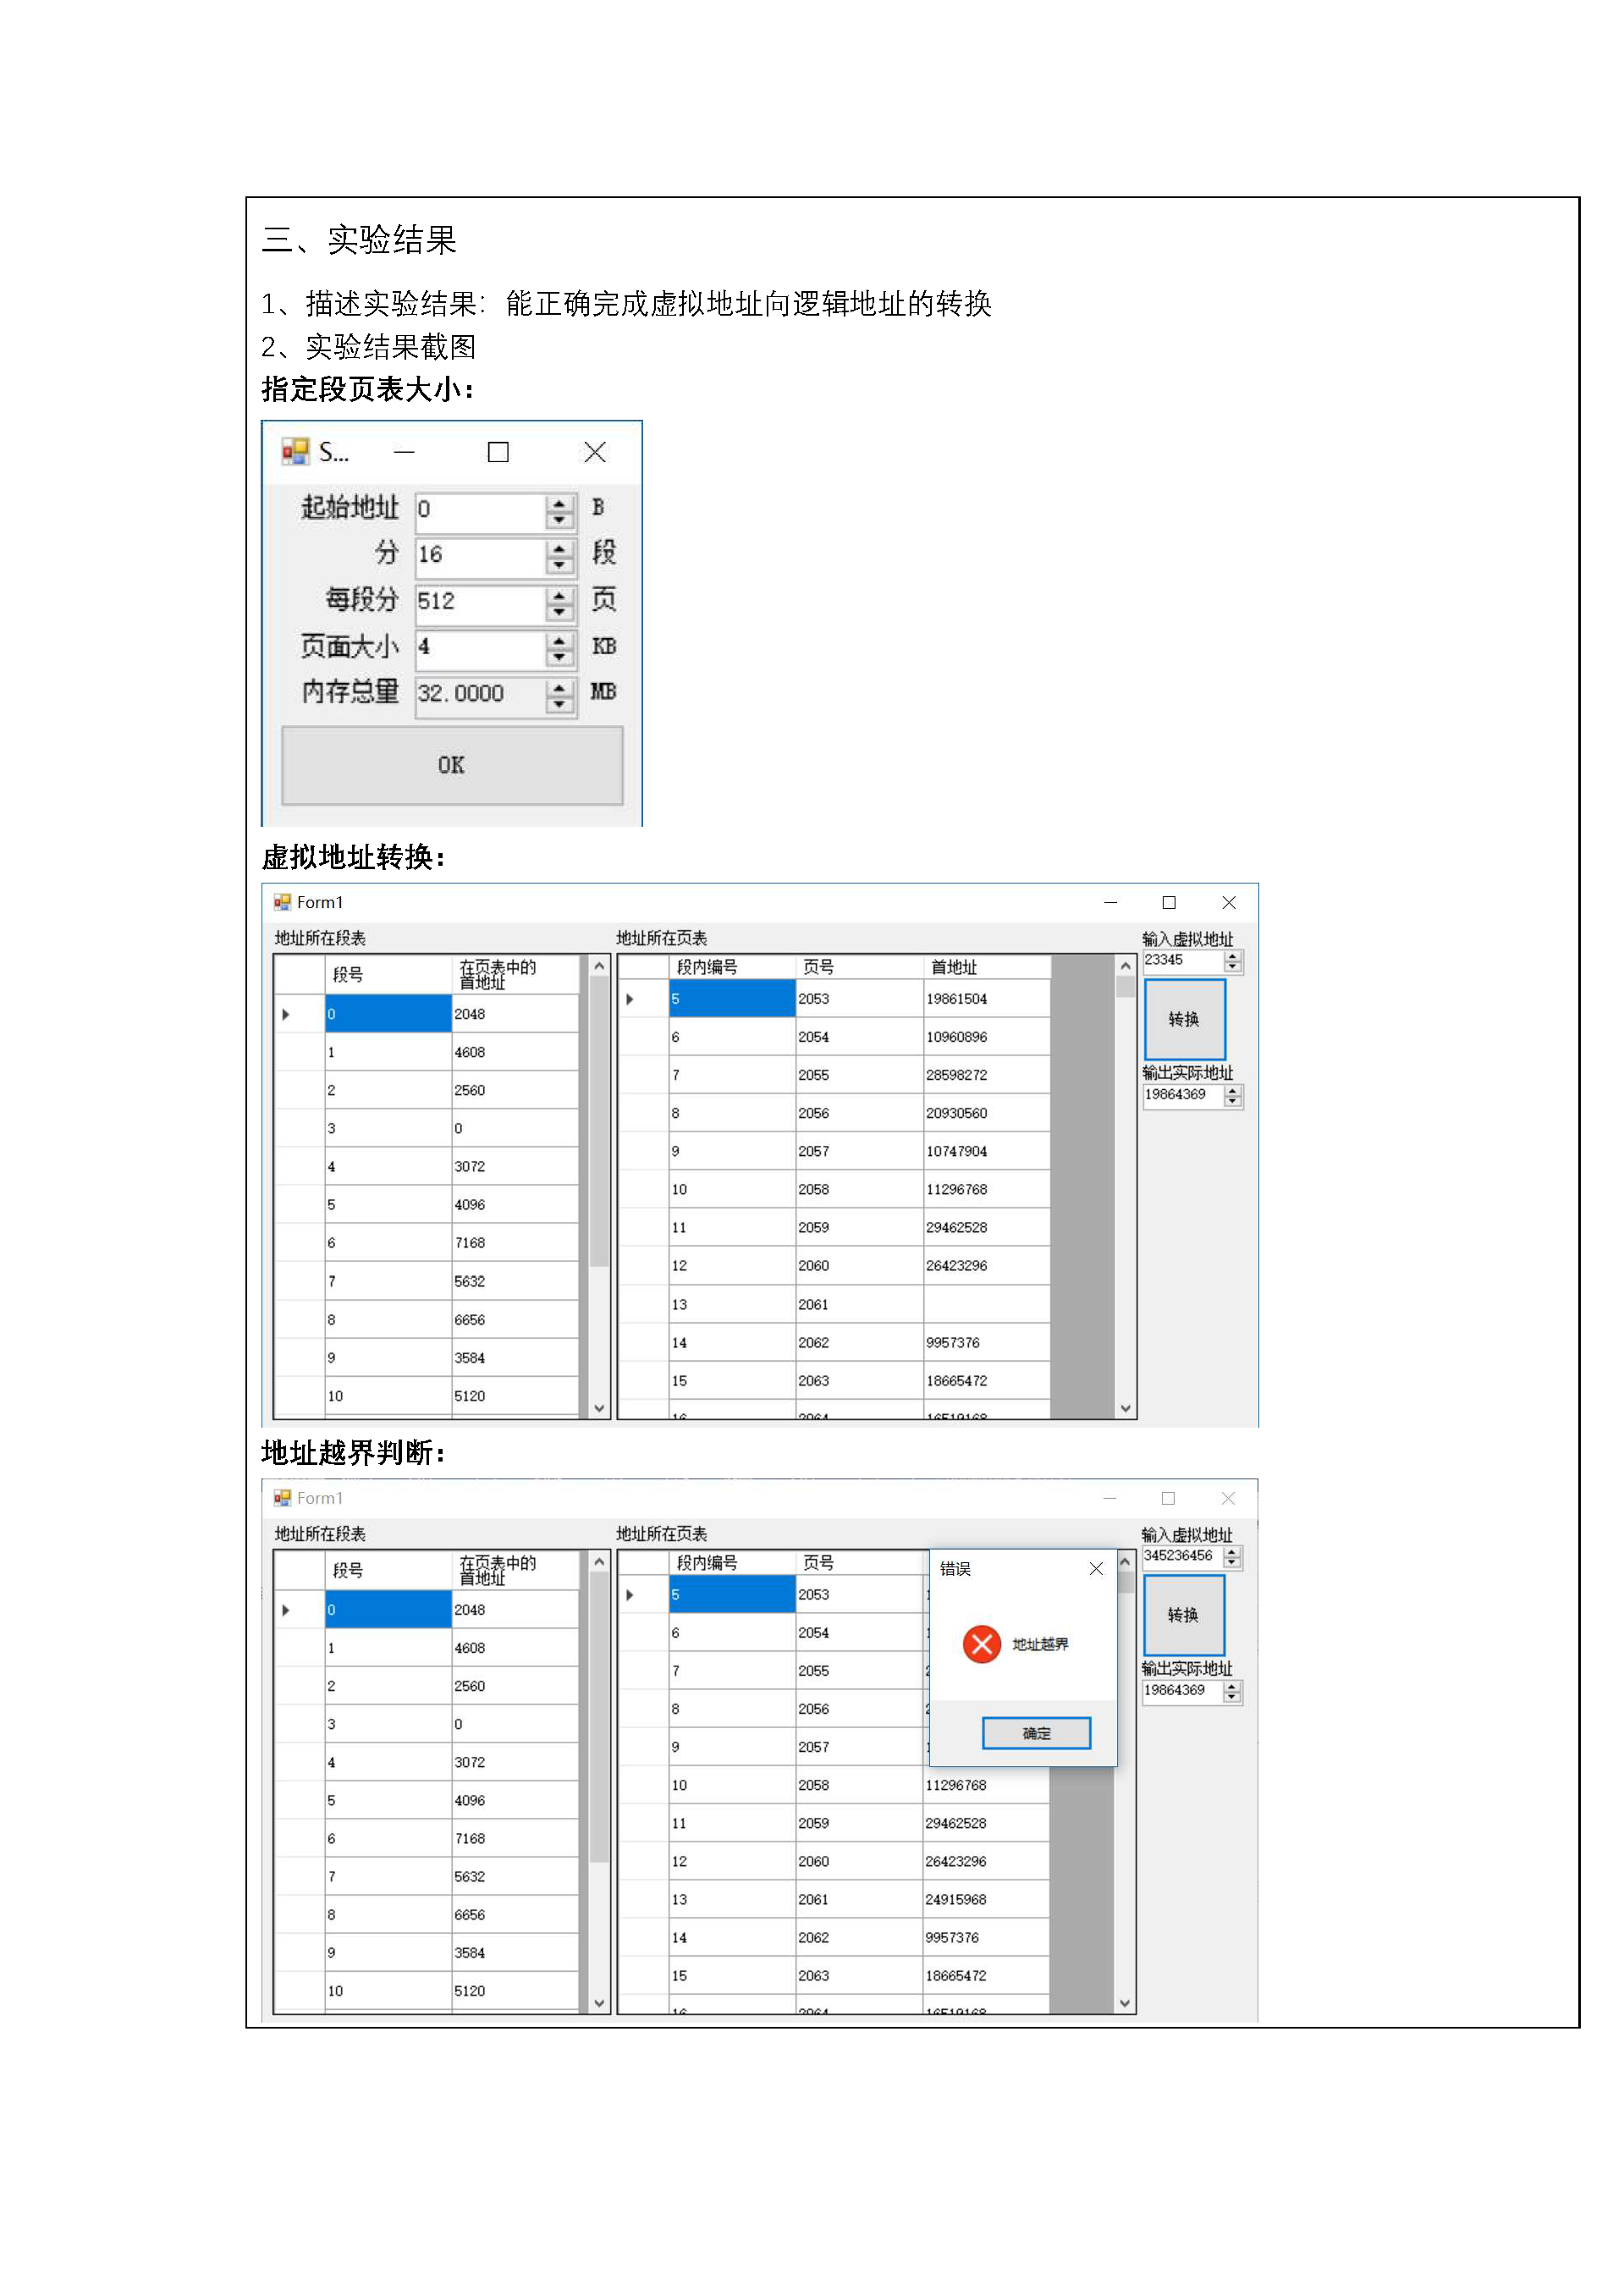 三、实验结果
1、描述实验结果：能正确完成虚拟地址向逻辑地址的转换
2、实验结果截图
指定段页表大小：
S...
起始地址 0 B
分 16 段
每段分 512 页
页面大小 4 KB
内存总量 32.0000 MB
OK
虚拟地址转换：
Form1
地址所在段表 地址所在页表 输入虚拟地址
段号 在页表中的首地址 段内编号 页号 首地址 23345
0 2048 5 2053 19861504 转换
1 4608 6 2054 10960896
2 2560 7 2055 28598272 输出实际地址
3 0 8 2056 20930560 19864369
4 3072 9 2057 10747904
5 4096 10 2058 11296768
6 7168 11 2059 29462528
7 5632 12 2060 26423296
8 6656 13 2061
9 3584 14 2062 9957376
10 5120 15 2063 18665472
16 2064 16519168
地址越界判断：
Form1
地址所在段表 地址所在页表 输入虚拟地址
段号 在页表中的首地址 段内编号 页号 错误 345236456
0 2048 5 2053 转换
1 4608 6 2054 地址越界
2 2560 7 2055 输出实际地址
3 0 8 2056 19864369
4 3072 9 2057 确定
5 4096 10 2058 11296768
6 7168 11 2059 29462528
7 5632 12 2060 26423296
8 6656 13 2061 24915968
9 3584 14 2062 9957376
10 5120 15 2063 18665472
16 2064 16519168